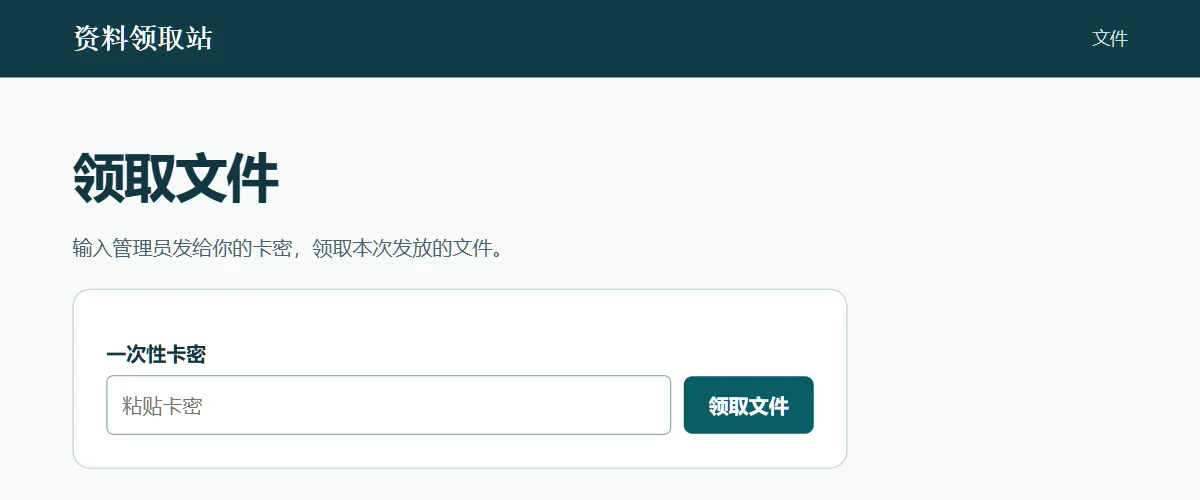 资料领取站
文件
领取文件
输入管理员发给你的卡密，领取本次发放的文件。
一次性卡密
粘贴卡密
领取文件